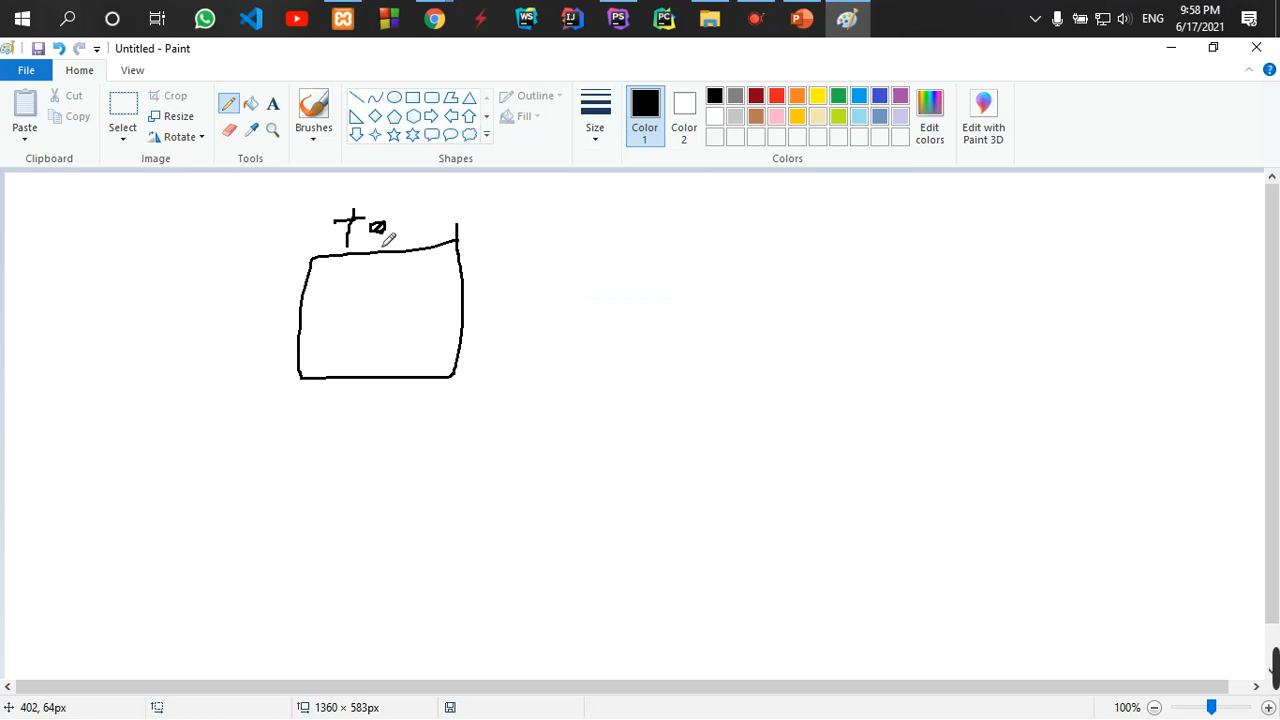 9:58 PM
ENG
6/17/2021
Untitled - Paint
File Home View
Paste
Cut
Copy
Clipboard
Select
Crop
Resize
Rotate
Image
Tools
Brushes
Outline
Fill
Shapes
Size
Color 1
Color 2
Edit colors
Colors
Edit with Paint 3D
402, 64px
1360 × 583px
100%